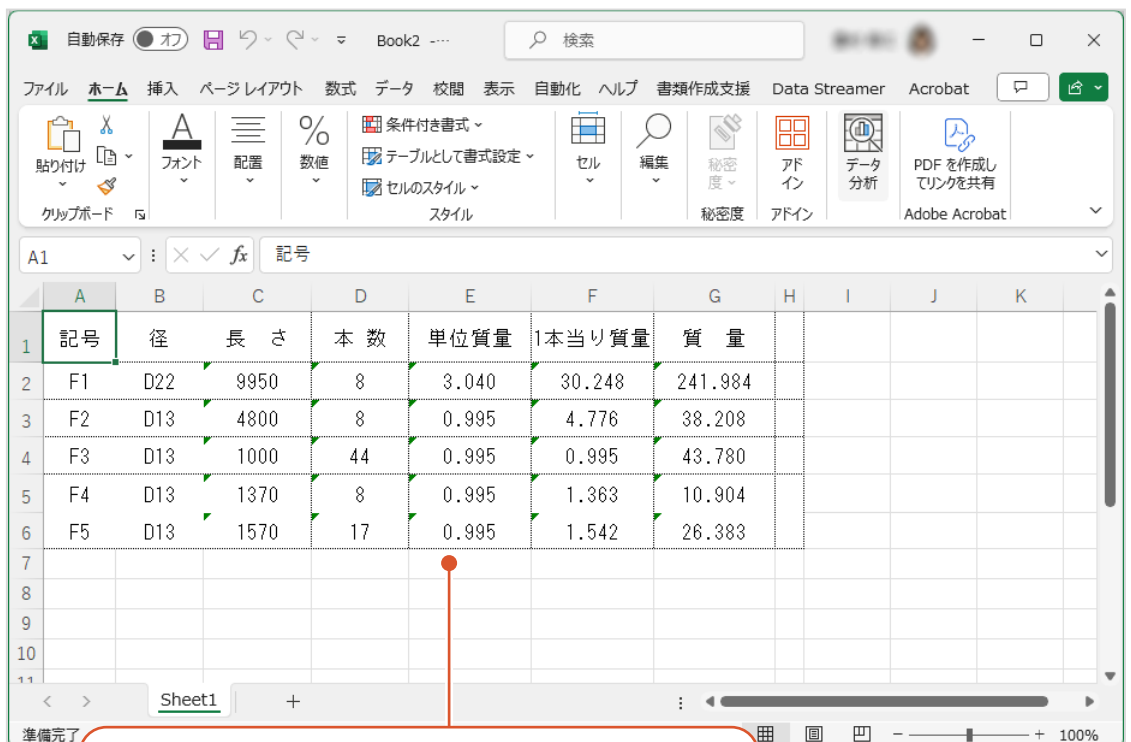 自動保存 オフ Book2 -… 検索
ファイル ホーム 挿入 ページ レイアウト 数式 データ 校閲 表示 自動化 ヘルプ 書類作成支援 Data Streamer Acrobat
貼り付け フォント 配置 数値 条件付き書式 テーブルとして書式設定 セルのスタイル セル 編集 秘密度 アドイン データ分析 PDF を作成してリンクを共有
クリップボード スタイル 秘密度 アドイン Adobe Acrobat
A1 fx 記号
A B C D E F G H I J K
1 記号 径 長 さ 本 数 単位質量 1本当り質量 質 量
2 F1 D22 9950 8 3.040 30.248 241.984
3 F2 D13 4800 8 0.995 4.776 38.208
4 F3 D13 1000 44 0.995 0.995 43.780
5 F4 D13 1370 8 0.995 1.363 10.904
6 F5 D13 1570 17 0.995 1.542 26.383
7
8
9
10
11
Sheet1
準備完了 100%